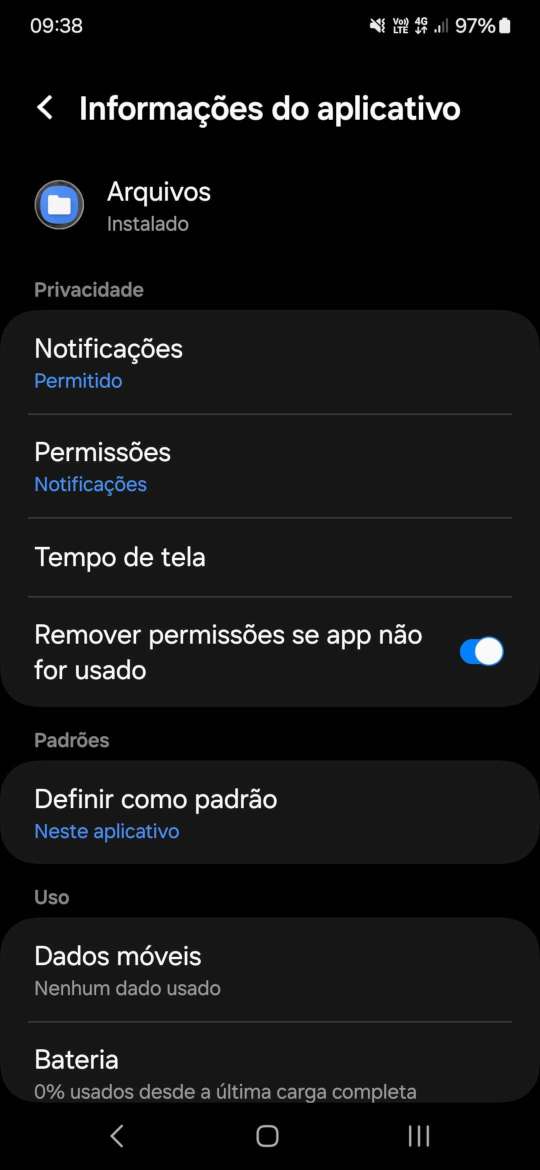 09:38
Vo))
LTE
4G
97%
Informações do aplicativo
Arquivos
Instalado
Privacidade
Notificações
Permitido
Permissões
Notificações
Tempo de tela
Remover permissões se app não
for usado
Padrões
Definir como padrão
Neste aplicativo
Uso
Dados móveis
Nenhum dado usado
Bateria
0% usados desde a última carga completa